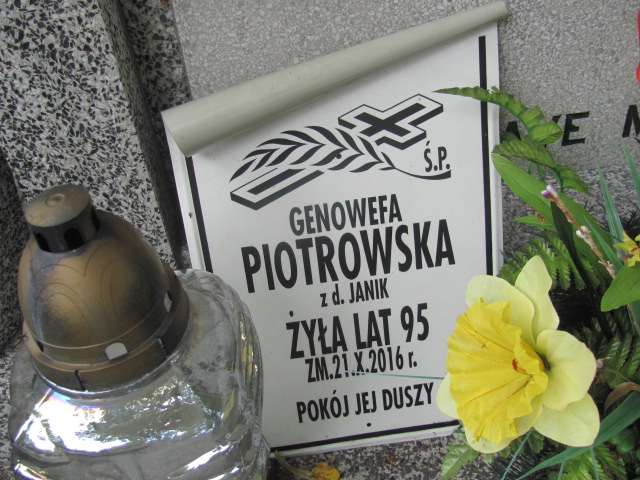 Ś.P.
GENOWEFA
PIOTROWSKA
z d. JANIK
ŻYŁA LAT 95
ZM.21.X.2016 r.
POKÓJ JEJ DUSZY